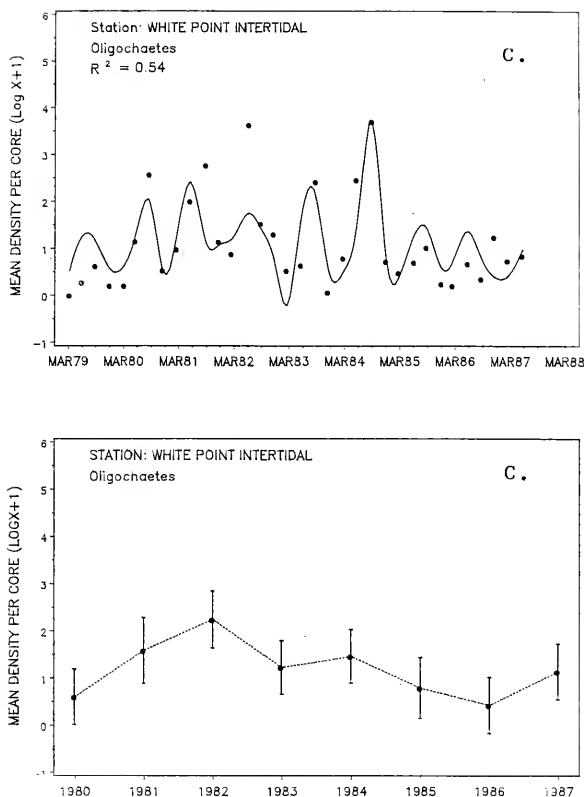 Station: WHITE POINT INTERTIDAL
Oligochaetes
R² = 0.54
C.
MEAN DENSITY PER CORE (Log X+1)
6
5
4
3
2
1
0
-1
MAR79 MAR80 MAR81 MAR82 MAR83 MAR84 MAR85 MAR86 MAR87 MAR88
STATION: WHITE POINT INTERTIDAL
Oligochaetes
C.
MEAN DENSITY PER CORE (LOGX+1)
6
5
4
3
2
1
0
-1
1980 1981 1982 1983 1984 1985 1986 1987